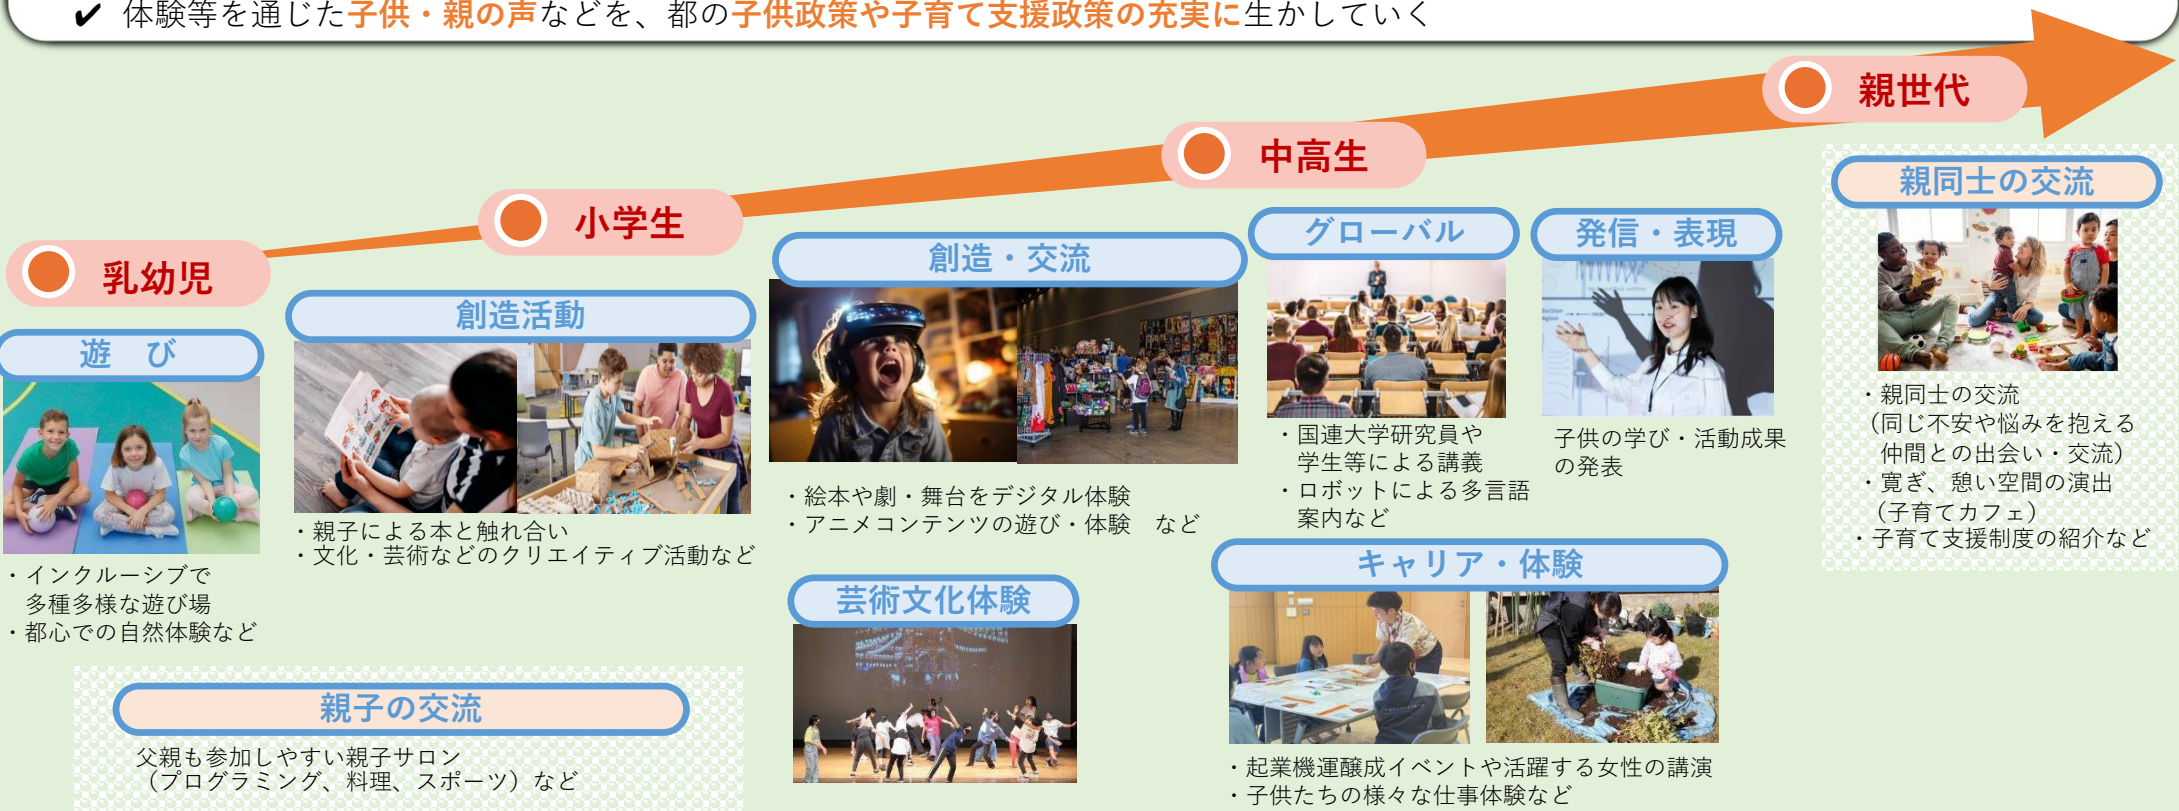 ✔ 体験等を通じた子供・親の声などを、都の子供政策や子育て支援政策の充実に生かしていく
親世代
中高生
小学生
乳幼児
遊 び
・インクルーシブで
多種多様な遊び場
・都心での自然体験など
創造活動
・親子による本と触れ合い
・文化・芸術などのクリエイティブ活動など
親子の交流
父親も参加しやすい親子サロン
(プログラミング、料理、スポーツ）など
創造・交流
・絵本や劇・舞台をデジタル体験
・アニメコンテンツの遊び・体験　など
芸術文化体験
グローバル
・国連大学研究員や
学生等による講義
・ロボットによる多言語
案内など
発信・表現
子供の学び・活動成果
の発表
キャリア・体験
・起業機運醸成イベントや活躍する女性の講演
・子供たちの様々な仕事体験など
親同士の交流
・親同士の交流
（同じ不安や悩みを抱える
仲間との出会い・交流）
・寛ぎ、憩い空間の演出
（子育てカフェ）
・子育て支援制度の紹介など